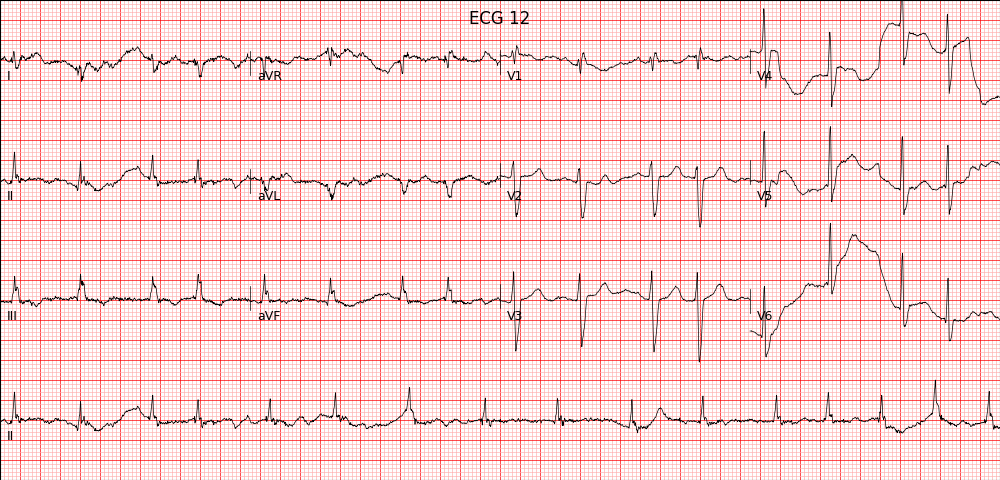 ECG 12
I aVR V1 V4
II aVL V2 V5
III aVF V3 V6
II